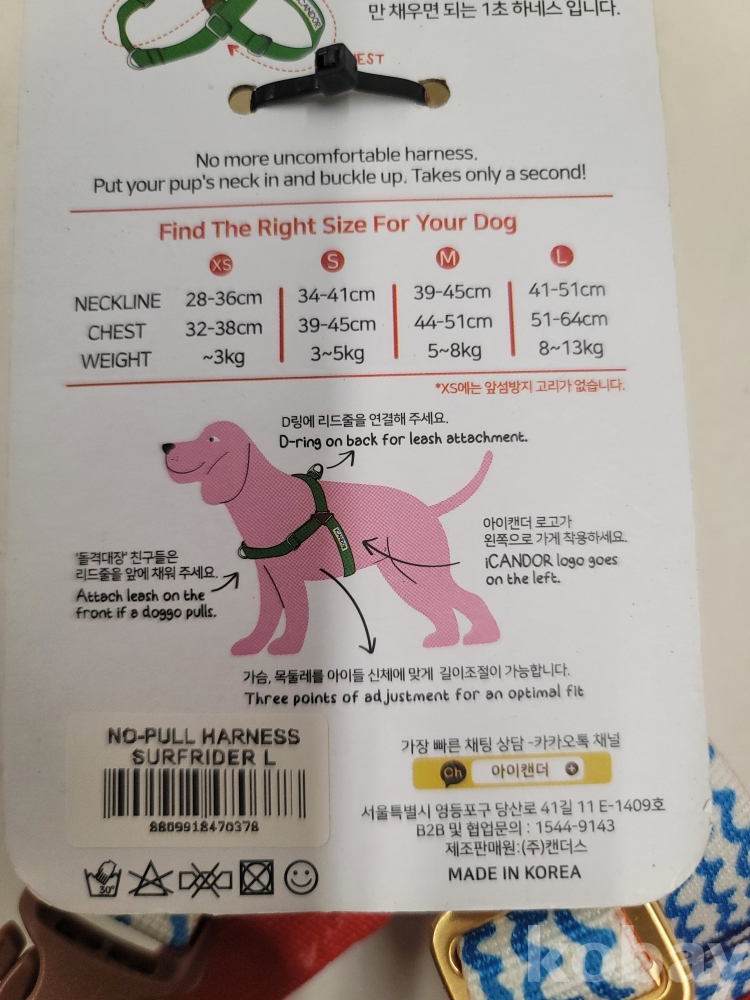 CANDOR
만 채우면 되는 1초 하네스 입니다.
EST
No more uncomfortable harness.
Put your pup's neck in and buckle up. Takes only a second!
Find The Right Size For Your Dog
XS S M L
NECKLINE 28-36cm 34-41cm 39-45cm 41-51cm
CHEST 32-38cm 39-45cm 44-51cm 51-64cm
WEIGHT ~3kg 3~5kg 5~8kg 8~13kg
*XS에는 앞섬방지 고리가 없습니다.
D링에 리드줄을 연결해 주세요.
D-ring on back for leash attachment.
아이캔더 로고가
왼쪽으로 가게 착용하세요.
iCANDOR logo goes
on the left.
iCANDOR
'돌격대장' 친구들은
리드줄을 앞에 채워 주세요.
Attach leash on the
front if a doggo pulls.
가슴, 목둘레를 아이들 신체에 맞게 길이조절이 가능합니다.
Three points of adjustment for an optimal fit
NO-PULL HARNESS
SURFRIDER L
8809918470378
30°
가장 빠른 채팅 상담 -카카오톡 채널
Ch 아이캔더 +
서울특별시 영등포구 당산로 41길 11 E-1409호
B2B 및 협업문의 : 1544-9143
제조판매원:(주)캔더스
MADE IN KOREA
kobay